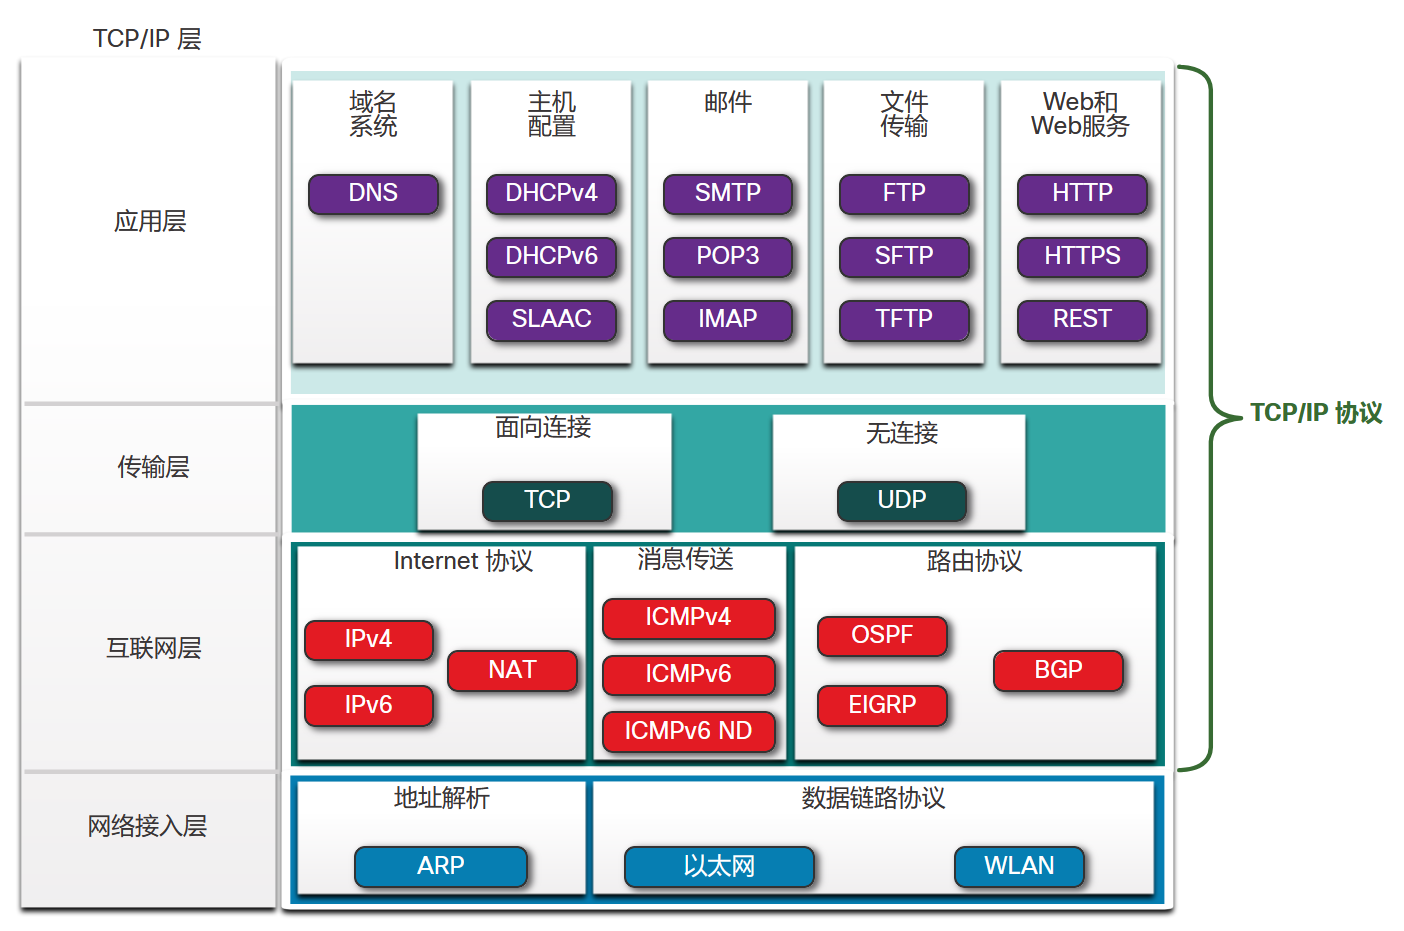 TCP/IP 层
应用层
域名
系统
DNS
主机
配置
DHCPv4
DHCPv6
SLAAC
邮件
SMTP
POP3
IMAP
文件
传输
FTP
SFTP
TFTP
Web和
Web服务
HTTP
HTTPS
REST
TCP/IP 协议
传输层
面向连接
TCP
无连接
UDP
互联网层
Internet 协议
IPv4
IPv6
NAT
消息传送
ICMPv4
ICMPv6
ICMPv6 ND
路由协议
OSPF
EIGRP
BGP
网络接入层
地址解析
ARP
数据链路协议
以太网
WLAN